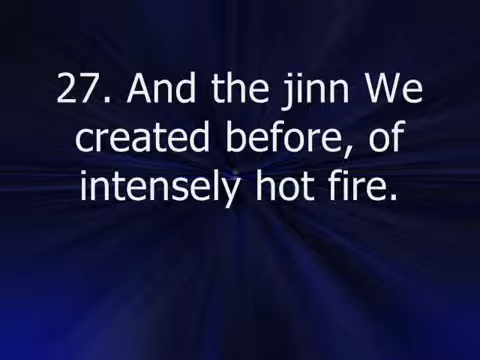 27. And the jinn We
created before, of
intensely hot fire.